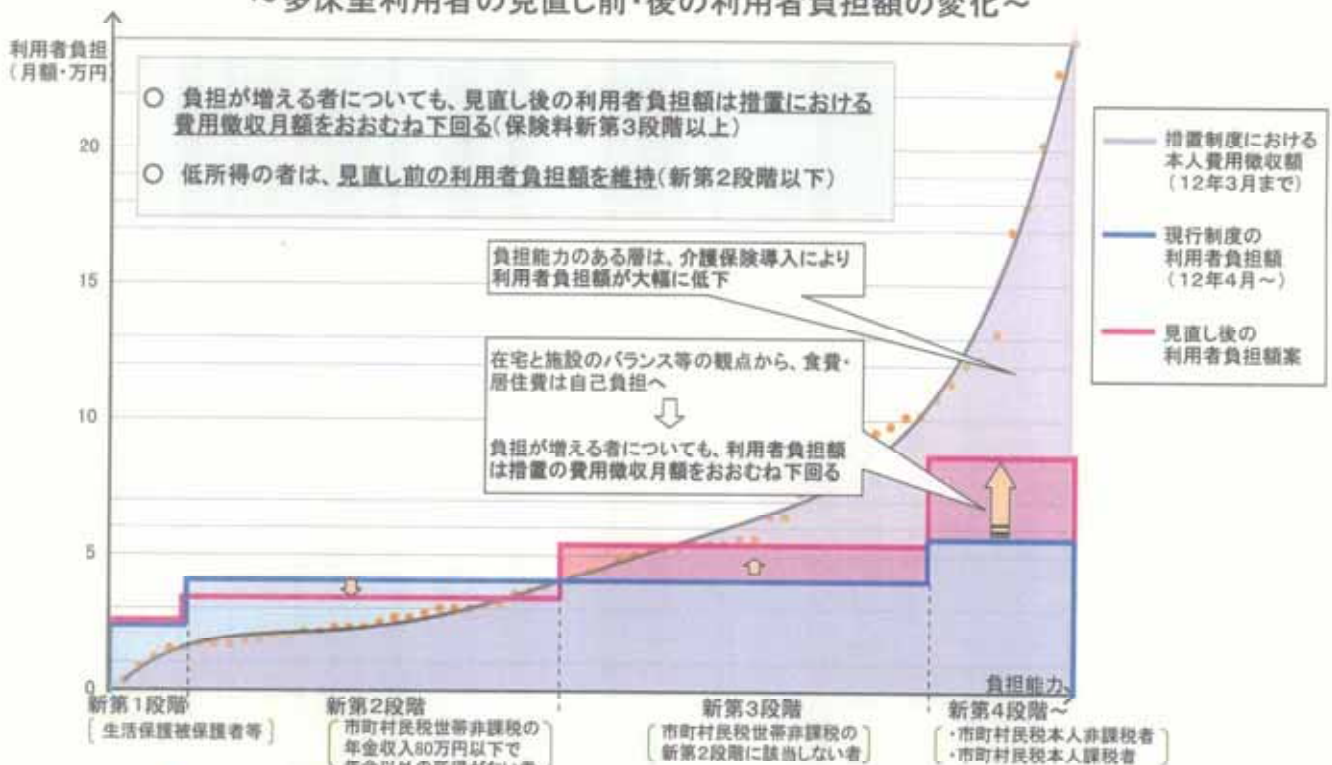 ～多床室利用者の見直し前・後の利用者負担額の変化～
利用者負担
(月額・万円)
○ 負担が増える者についても、見直し後の利用者負担額は措置における
費用徴収月額をおおむね下回る(保険料新第3段階以上)
○ 低所得の者は、見直し前の利用者負担額を維持(新第2段階以下)
20
15
10
5
0
負担能力のある層は、介護保険導入により
利用者負担額が大幅に低下
在宅と施設のバランス等の観点から、食費・
居住費は自己負担へ
負担が増える者についても、利用者負担額
は措置の費用徴収月額をおおむね下回る
措置制度における
本人費用徴収額
(12年3月まで)
現行制度の
利用者負担額
(12年4月～)
見直し後の
利用者負担額案
負担能力
新第1段階
生活保護被保護者等
新第2段階
市町村民税世帯非課税の
年金収入80万円以下で
新第3段階
市町村民税世帯非課税の
新第2段階に該当しない者
新第4段階～
・市町村民税本人非課税者
・市町村民税本人課税者